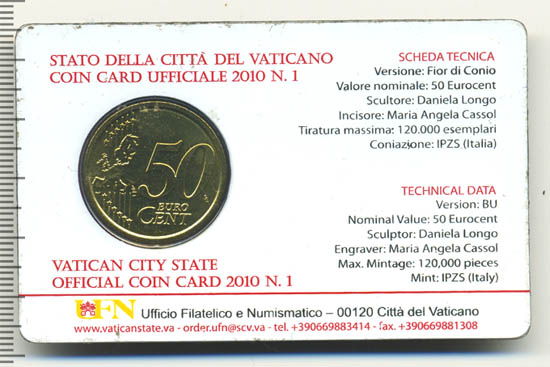 STATO DELLA CITTÀ DEL VATICANO
COIN CARD UFFICIALE 2010 N. 1
SCHEDA TECNICA
Versione: Fior di Conio
Valore nominale: 50 Eurocent
Scultore: Daniela Longo
Incisore: Maria Angela Cassol
Tiratura massima: 120.000 esemplari
Coniazione: IPZS (Italia)
50
EURO
CENT
TECHNICAL DATA
Version: BU
Nominal Value: 50 Eurocent
Sculptor: Daniela Longo
Engraver: Maria Angela Cassol
Max. Mintage: 120,000 pieces
Mint: IPZS (Italy)
VATICAN CITY STATE
OFFICIAL COIN CARD 2010 N. 1
UFN
Ufficio Filatelico e Numismatico – 00120 Città del Vaticano
www.vaticanstate.va - order.ufn@scv.va - tel. +390669883414 - fax. +390669881308